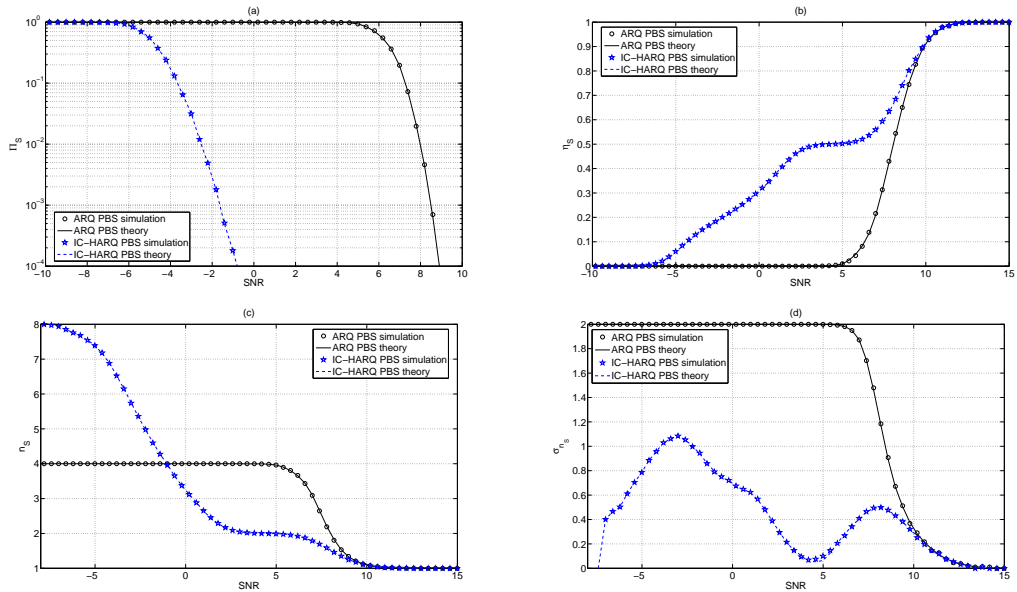 (a)
10⁰
10⁻¹
10⁻²
10⁻³
10⁻⁴
Π_S
ARQ PBS simulation
ARQ PBS theory
IC−HARQ PBS simulation
IC−HARQ PBS theory
−10 −8 −6 −4 −2 0 2 4 6 8 10
SNR
(b)
1
0.9
0.8
0.7
0.6
0.5
0.4
0.3
0.2
0.1
0
η_S
ARQ PBS simulation
ARQ PBS theory
IC−HARQ PBS simulation
IC−HARQ PBS theory
−10 −5 0 5 10 15
SNR
(c)
8
7
6
5
4
3
2
1
n_S
ARQ PBS simulation
ARQ PBS theory
IC−HARQ PBS simulation
IC−HARQ PBS theory
−5 0 5 10 15
SNR
(d)
2
1.8
1.6
1.4
1.2
1
0.8
0.6
0.4
0.2
0
σ_n_S
ARQ PBS simulation
ARQ PBS theory
IC−HARQ PBS simulation
IC−HARQ PBS theory
−5 0 5 10 15
SNR